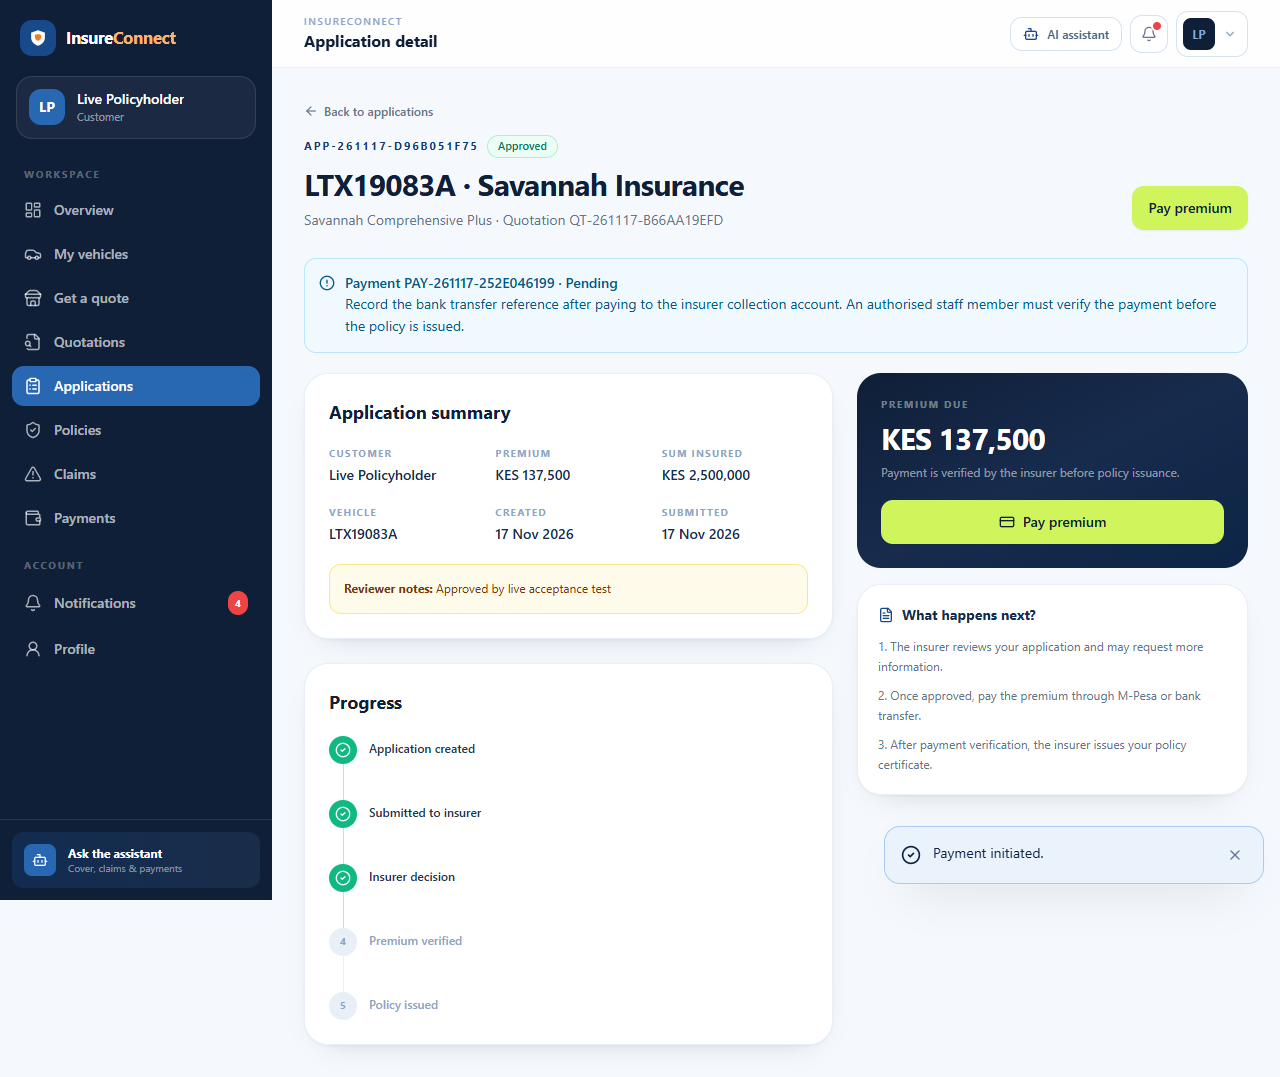 InsureConnect
LP
Live Policyholder
Customer
WORKSPACE
Overview
My vehicles
Get a quote
Quotations
Applications
Policies
Claims
Payments
ACCOUNT
Notifications
4
Profile
Ask the assistant
Cover, claims & payments
INSURECONNECT
Application detail
AI assistant
LP
Back to applications
APP-261117-D96B051F75
Approved
LTX19083A · Savannah Insurance
Savannah Comprehensive Plus · Quotation QT-261117-B66AA19EFD
Pay premium
Payment PAY-261117-252E046199 · Pending
Record the bank transfer reference after paying to the insurer collection account. An authorised staff member must verify the payment before
the policy is issued.
Application summary
CUSTOMER
Live Policyholder
PREMIUM
KES 137,500
SUM INSURED
KES 2,500,000
VEHICLE
LTX19083A
CREATED
17 Nov 2026
SUBMITTED
17 Nov 2026
Reviewer notes: Approved by live acceptance test
Progress
Application created
Submitted to insurer
Insurer decision
4
Premium verified
5
Policy issued
PREMIUM DUE
KES 137,500
Payment is verified by the insurer before policy issuance.
Pay premium
What happens next?
1. The insurer reviews your application and may request more
information.
2. Once approved, pay the premium through M-Pesa or bank
transfer.
3. After payment verification, the insurer issues your policy
certificate.
Payment initiated.